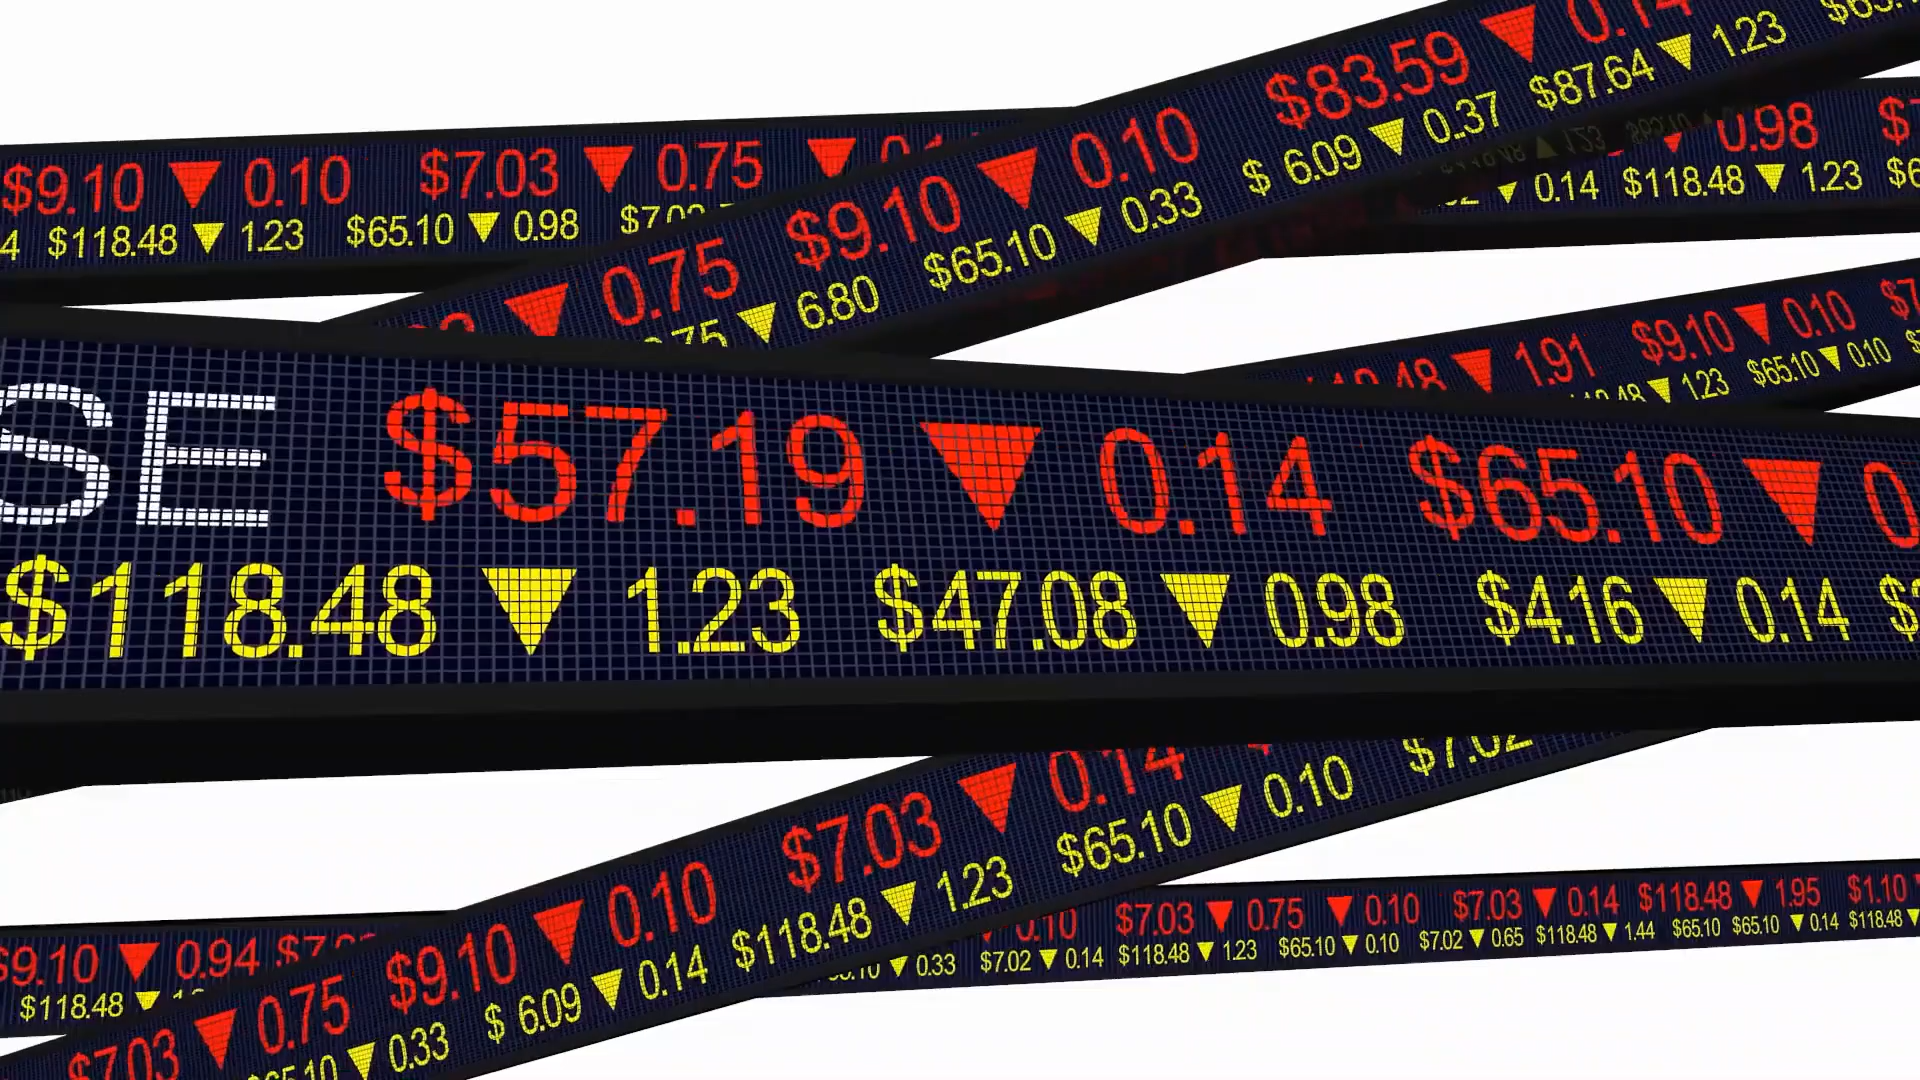 $83.59 ▼ 0.14
$87.64 ▼ 1.23
$9.10 ▼ 0.10 $7.03 ▼ 0.75 ▼
$118.48 ▼ 1.23 $65.10 ▼ 0.98
0.75 $9.10 ▼ 0.10
▼ 6.80 $65.10 ▼ 0.33 $ 6.09 ▼ 0.37
▼ 0.98
▼ 0.14 $118.48 ▼ 1.23
▼ 1.91 $9.10 ▼ 0.10
▼ 1.23 $65.10 ▼ 0.10
SE $57.19 ▼ 0.14 $65.10 ▼
$118.48 ▼ 1.23 $47.08 ▼ 0.98 $4.16 ▼ 0.14
$7.03 ▼ 0.75 $9.10 ▼ 0.10 $7.03 ▼ 0.14
▼ 0.33 $ 6.09 ▼ 0.14 $118.48 ▼ 1.23 $65.10 ▼ 0.10 $7.02
$9.10 ▼ 0.94
$118.48 ▼
0.10 $7.03 ▼ 0.75 ▼ 0.10 $7.03 ▼ 0.14 $118.48 ▼ 1.95 $1.10
▼ 0.33 $7.02 ▼ 0.14 $118.48 ▼ 1.23 $65.10 ▼ 0.10 $7.02 ▼ 0.65 $118.48 ▼ 1.44 $65.10 $65.10 ▼ 0.14 $118.48 ▼